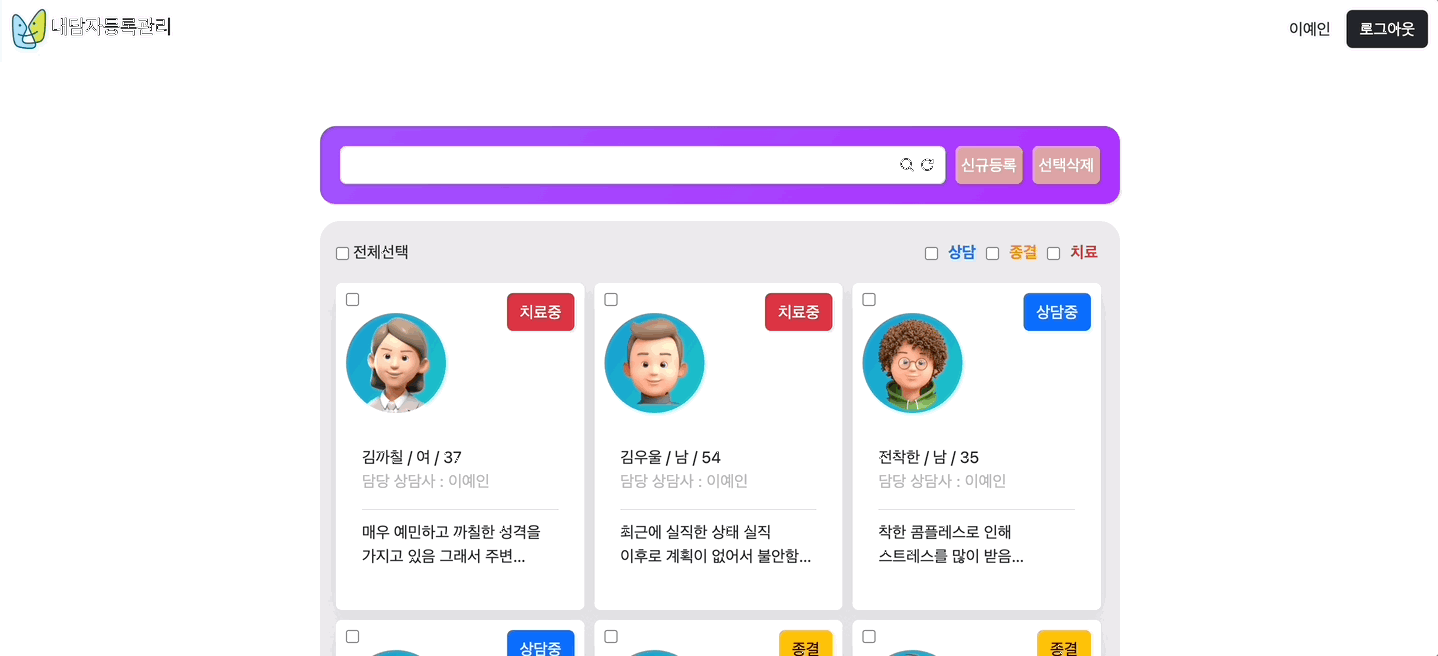 내담자등록관리
이예인
로그아웃
신규등록
선택삭제
전체선택
상담
종결
치료
치료중
김까칠 / 여 / 37
담당 상담사 : 이예인
매우 예민하고 까칠한 성격을
가지고 있음 그래서 주변...
치료중
김우울 / 남 / 54
담당 상담사 : 이예인
최근에 실직한 상태 실직
이후로 계획이 없어서 불안함...
상담중
전착한 / 남 / 35
담당 상담사 : 이예인
착한 콤플레스로 인해
스트레스를 많이 받음...
상담중
종결
종결